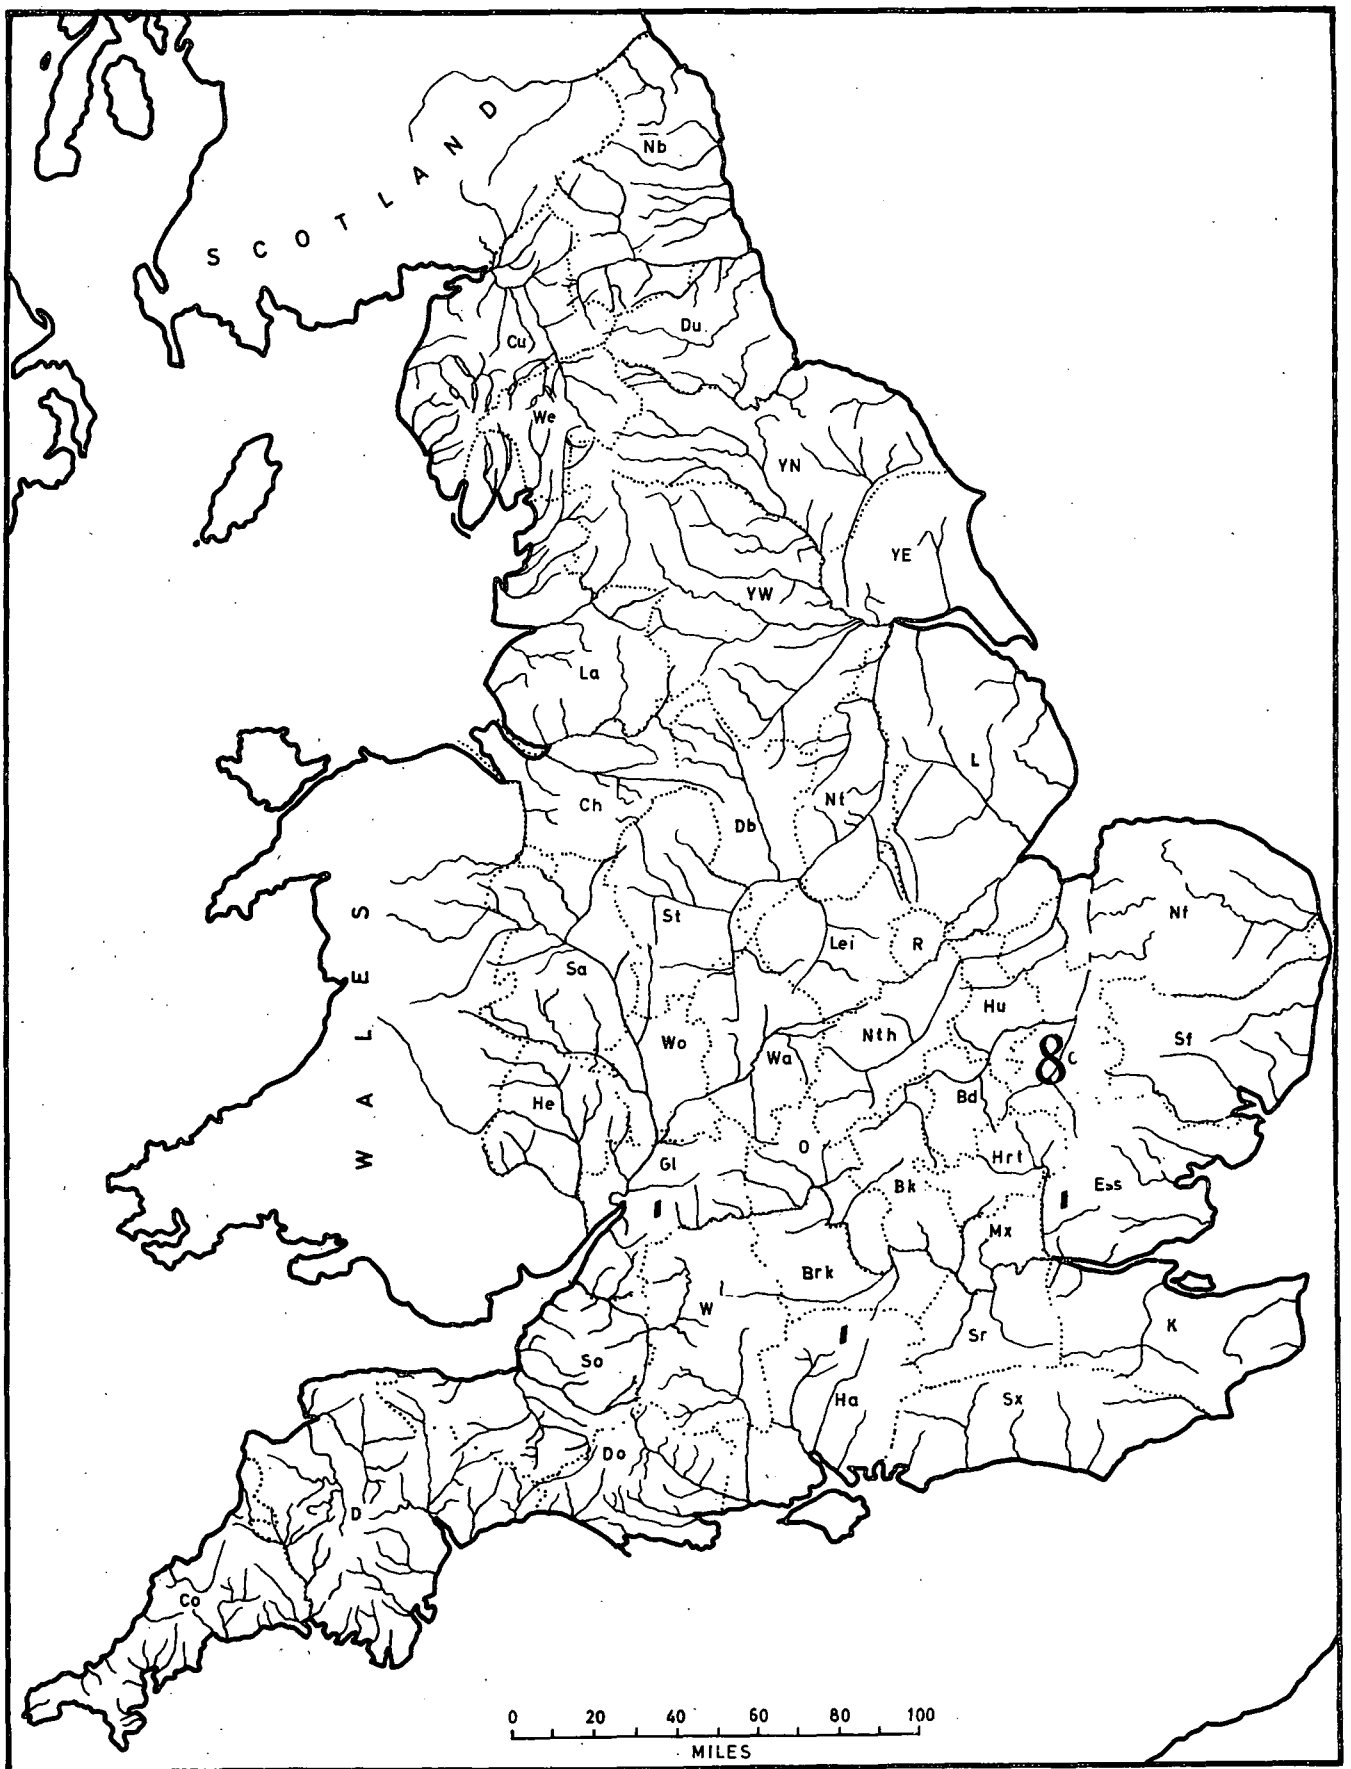 SCOTLAND
Nb
Cu
Du
We
YN
YE
YW
La
L
Ch
Nt
Db
St
Nf
Lei
R
Sa
Hu
Wo
Wa
Nth
8
C
Sf
He
Bd
O
Hrt
Gl
Bk
Ess
I
I
Mx
Brk
W
I
Sr
K
So
Ha
Sx
Do
D
Co
WALES
0 20 40 60 80 100
MILES